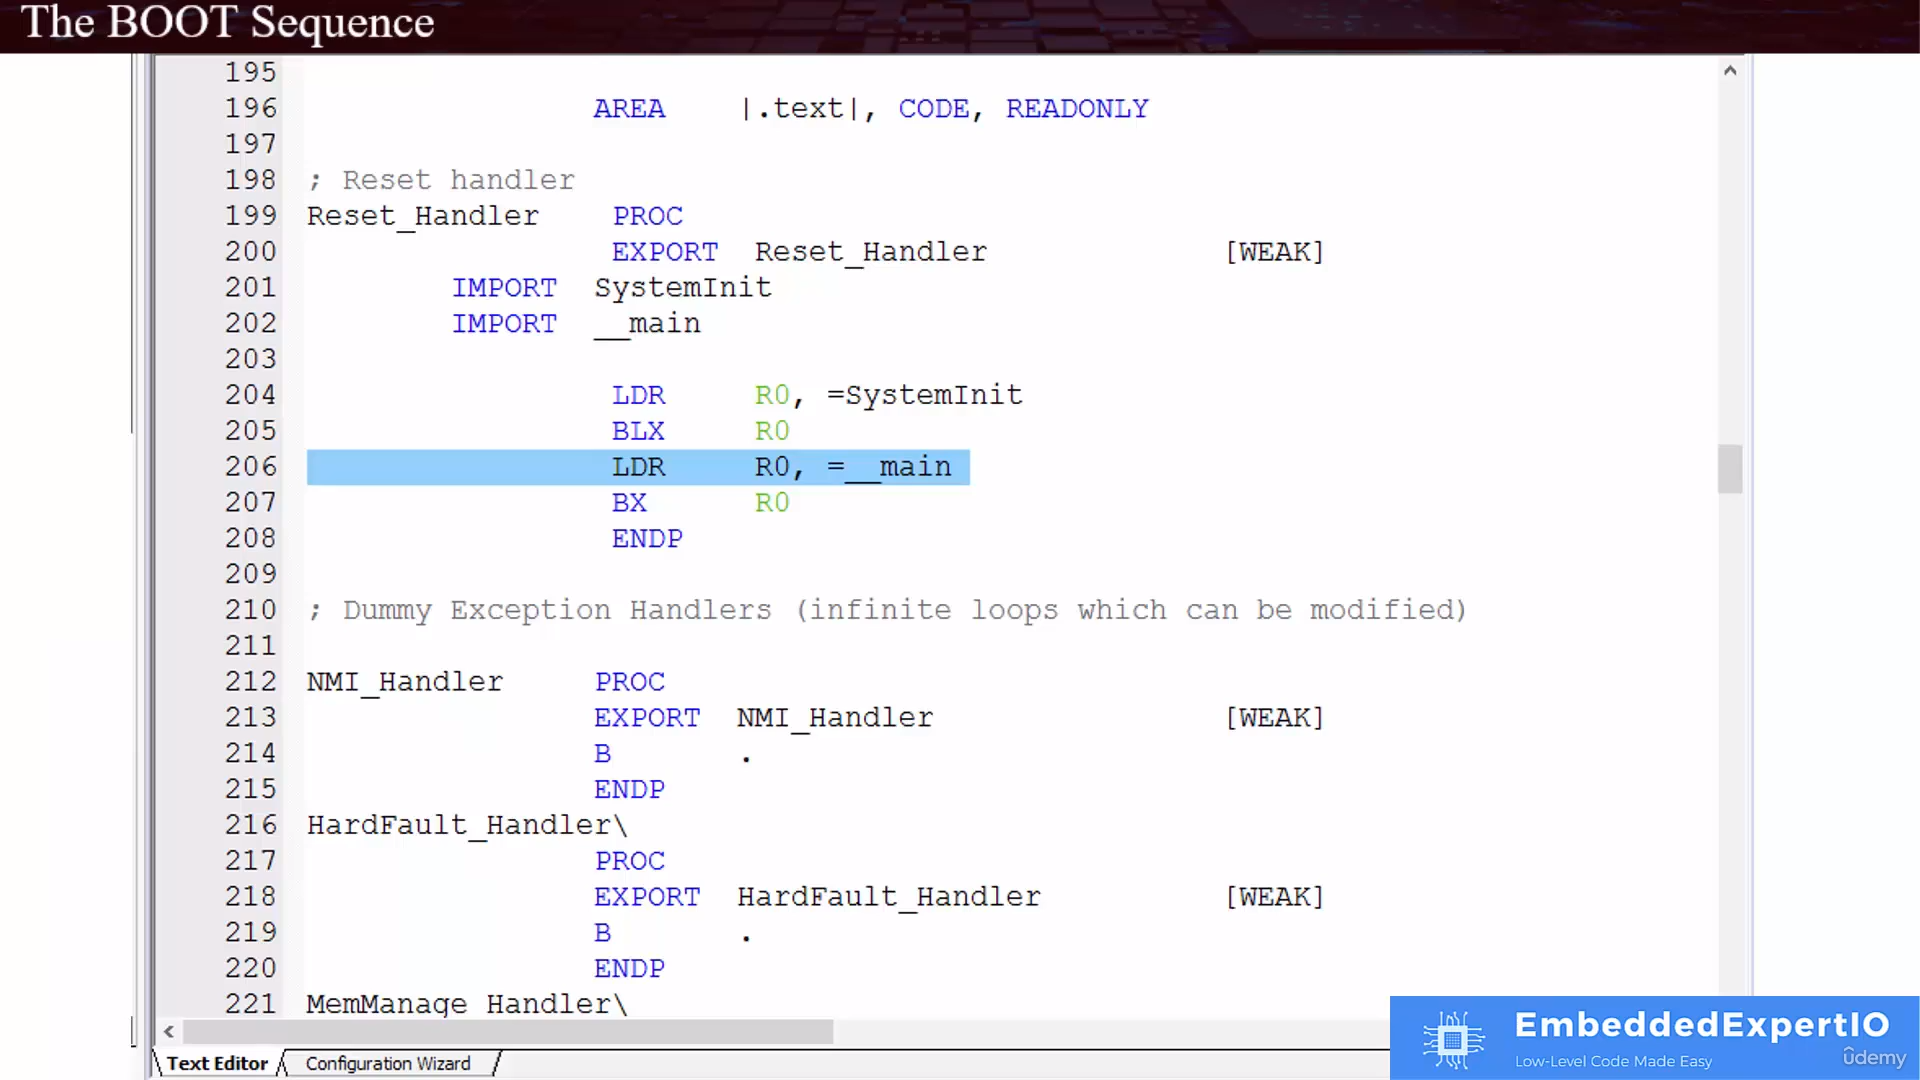 The BOOT Sequence
195
196 AREA |.text|, CODE, READONLY
197
198 ; Reset handler
199 Reset_Handler PROC
200 EXPORT Reset_Handler [WEAK]
201 IMPORT SystemInit
202 IMPORT __main
203
204 LDR R0, =SystemInit
205 BLX R0
206 LDR R0, =__main
207 BX R0
208 ENDP
209
210 ; Dummy Exception Handlers (infinite loops which can be modified)
211
212 NMI_Handler PROC
213 EXPORT NMI_Handler [WEAK]
214 B .
215 ENDP
216 HardFault_Handler\
217 PROC
218 EXPORT HardFault_Handler [WEAK]
219 B .
220 ENDP
221 MemManage_Handler\
Text Editor Configuration Wizard
EmbeddedExpertIO
Low-Level Code Made Easy
ûdemy